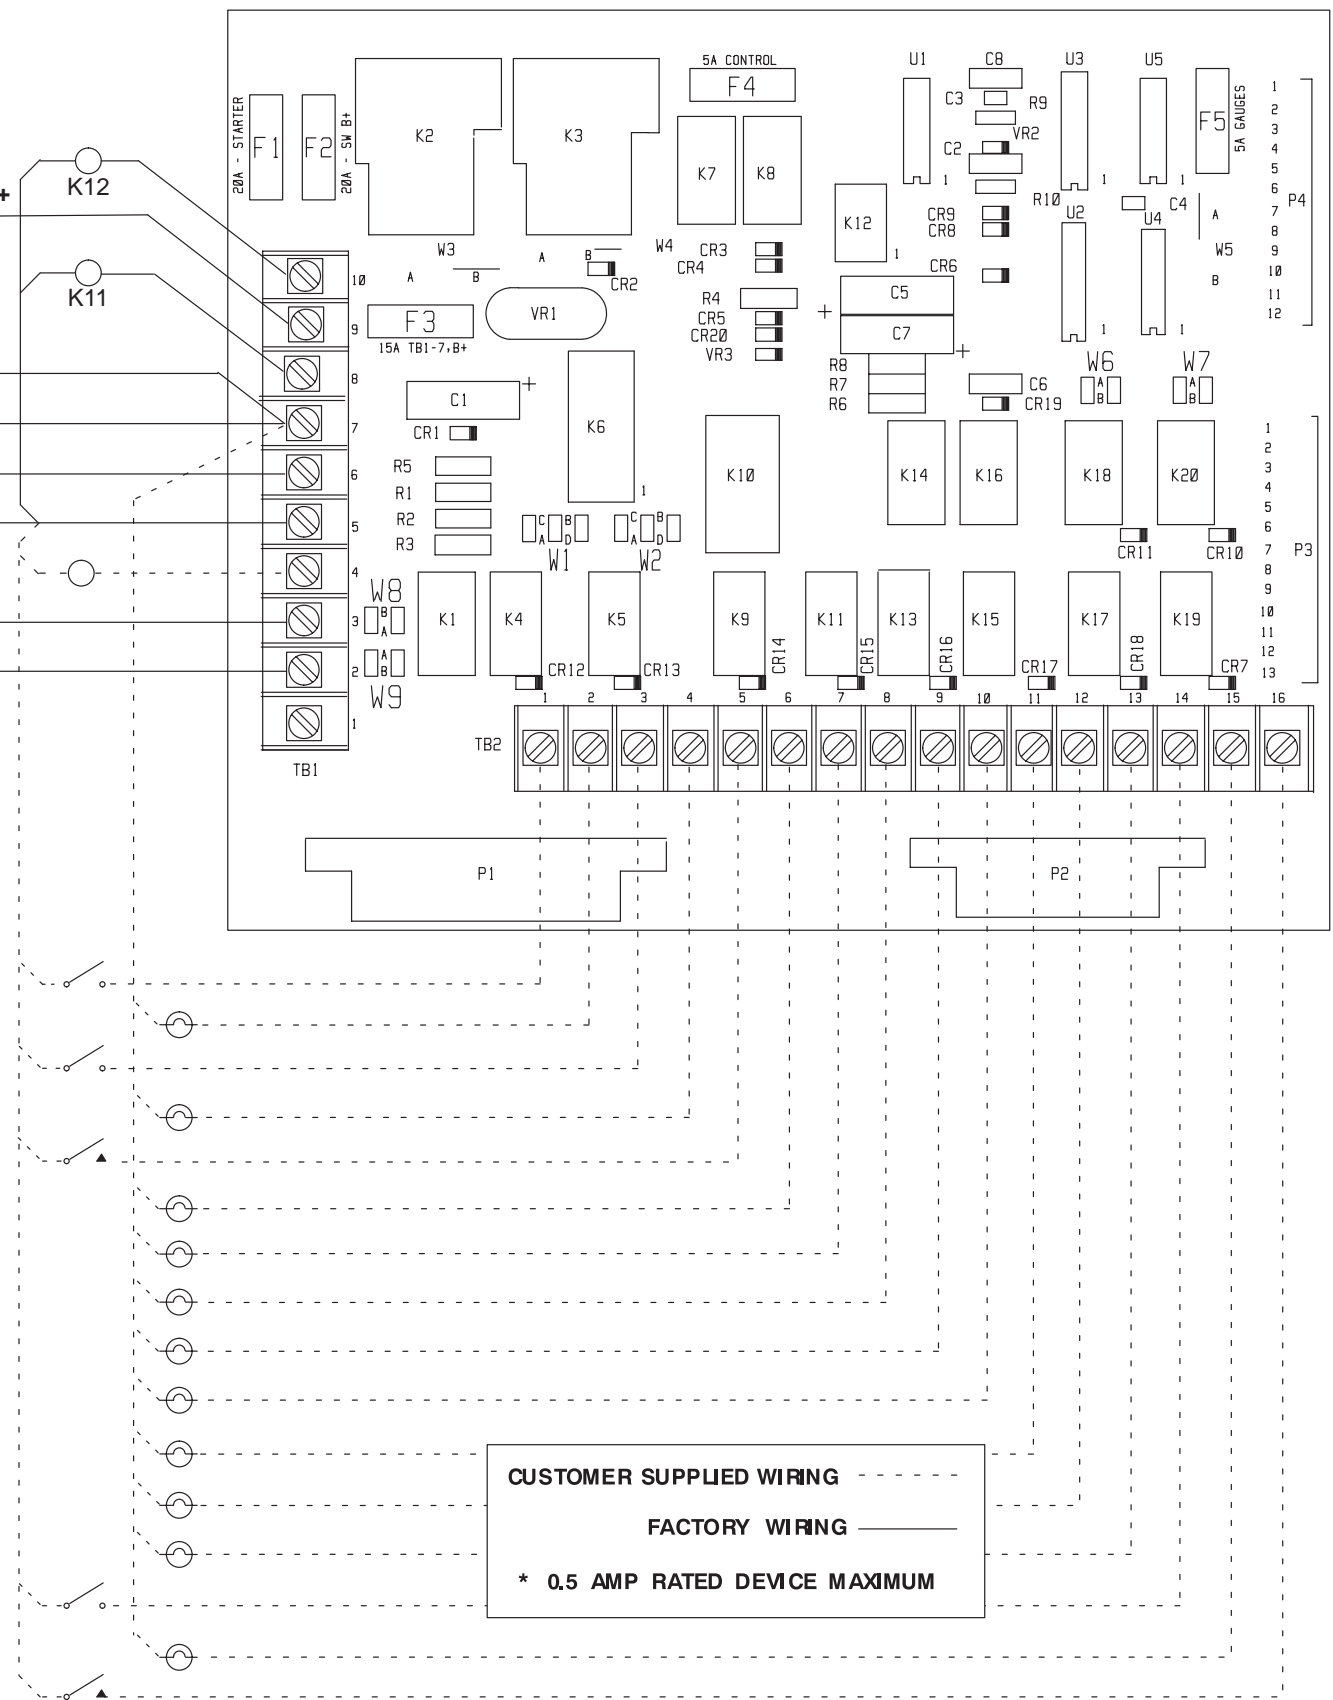 5A CONTROL
F4
U1
C8
U3
U5
C3
R9
VR2
C2
R10
U2
U4
C4
1
1
1
F5
5A GAUGES
20A - STARTER
F1
F2
20A - SW B+
K2
K3
K7
K8
K12
1
P4
1
2
3
4
5
6
7
8
9
10
11
12
A
W5
B
K12
+
K11
W3
A
B
A
B
W4
CR2
CR3
CR4
CR9
CR8
CR6
R4
CR5
CR20
VR3
+
C5
C7
+
R8
R7
R6
C6
CR19
1
1
W6
A
B
W7
A
B
F3
15A TB1-7,B+
VR1
C1
+
CR1
R5
R1
R2
R3
K6
1
K10
K14
K16
K18
K20
CR11
CR10
C
A
B
D
W1
C
A
B
D
W2
P3
1
2
3
4
5
6
7
8
9
10
11
12
13
10
9
8
7
6
5
4
3
2
1
TB1
W8
B
A
A
B
W9
K1
K4
K5
K9
K11
K13
K15
K17
K19
CR12
CR13
CR14
CR15
CR16
CR17
CR18
CR7
TB2
1 2 3 4 5 6 7 8 9 10 11 12 13 14 15 16
P1
P2
CUSTOMER SUPPLIED WIRING
FACTORY WIRING
* 0.5 AMP RATED DEVICE MAXIMUM